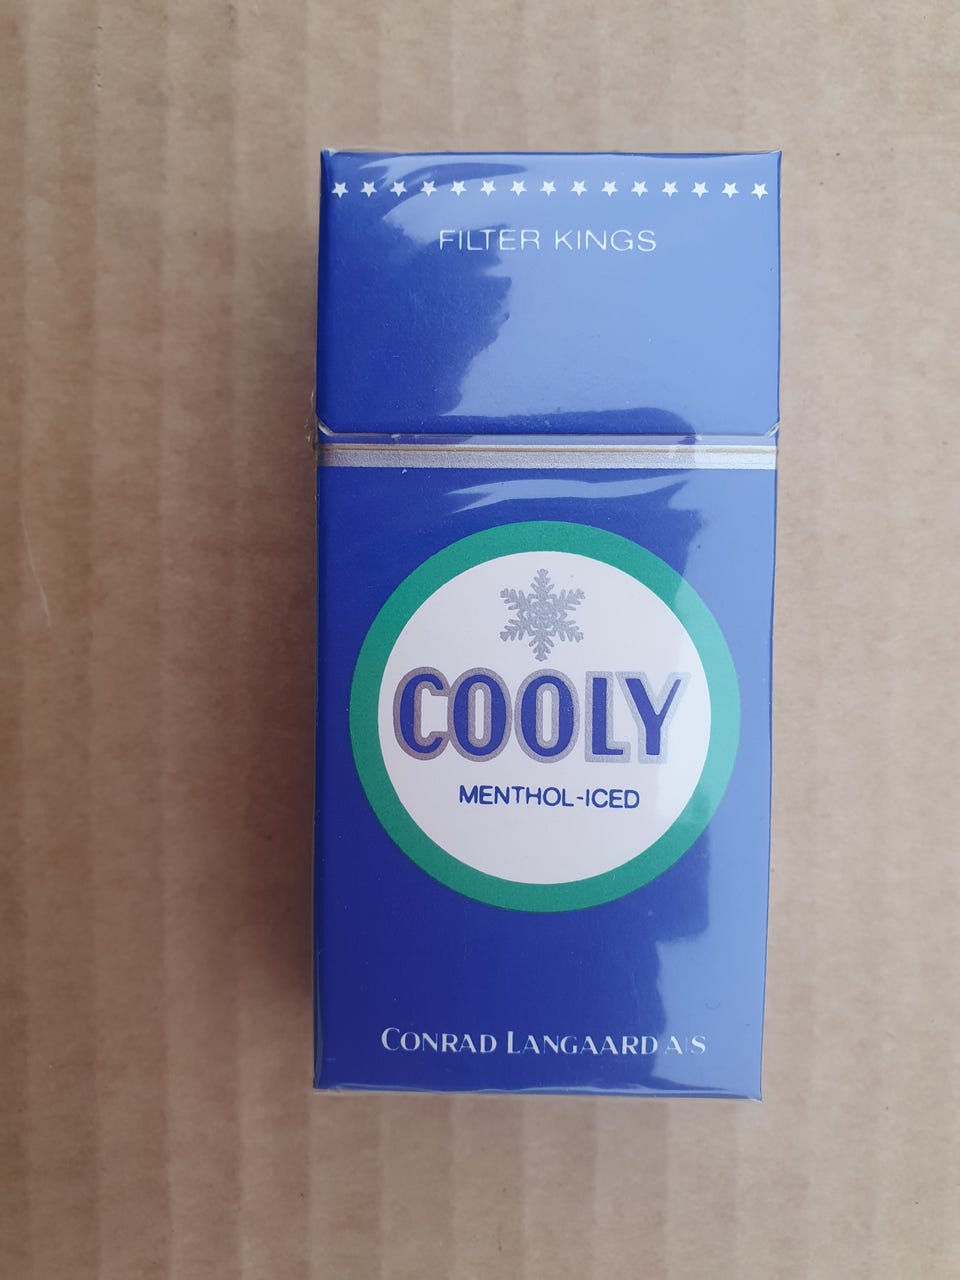 FILTER KINGS
COOLY
MENTHOL-ICED
CONRAD LANGAARD A/S